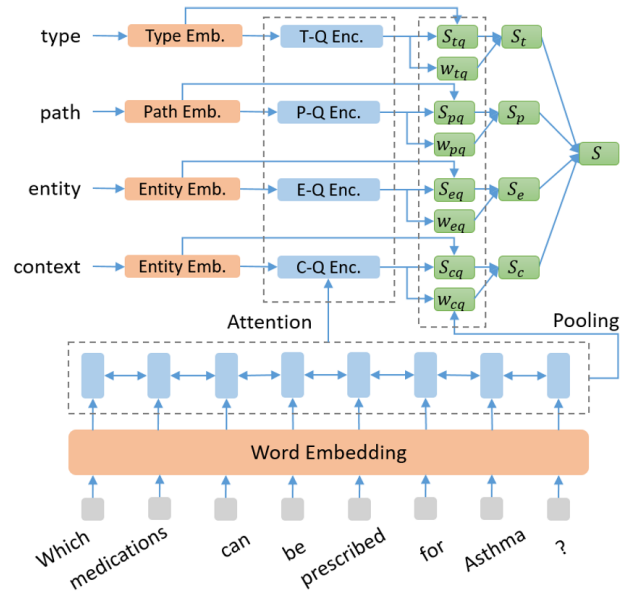 type Type Emb. T-Q Enc. S_tq S_t
w_tq
path Path Emb. P-Q Enc. S_pq S_p
w_pq
S
entity Entity Emb. E-Q Enc. S_eq S_e
w_eq
context Entity Emb. C-Q Enc. S_cq S_c
w_cq
Attention Pooling
Word Embedding
Which medications can be prescribed for Asthma ?